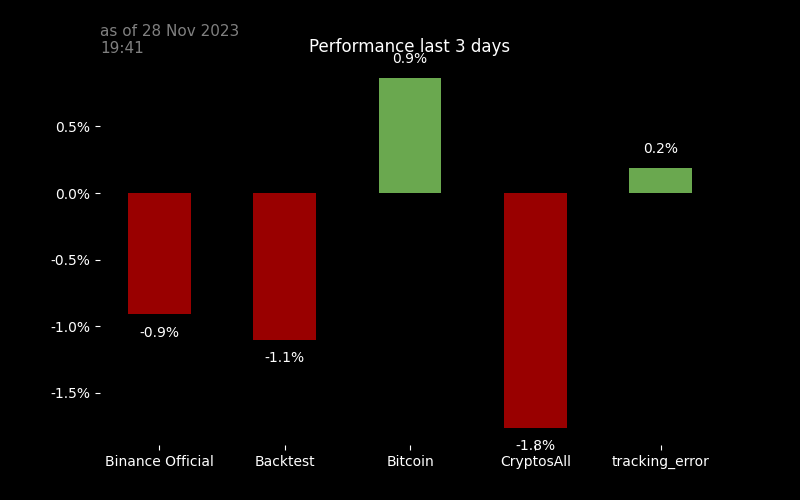 as of 28 Nov 2023
19:41
Performance last 3 days
0.9%
0.5%
0.2%
0.0%
-0.5%
-1.0%
-0.9%
-1.1%
-1.5%
-1.8%
Binance Official
Backtest
Bitcoin
CryptosAll
tracking_error